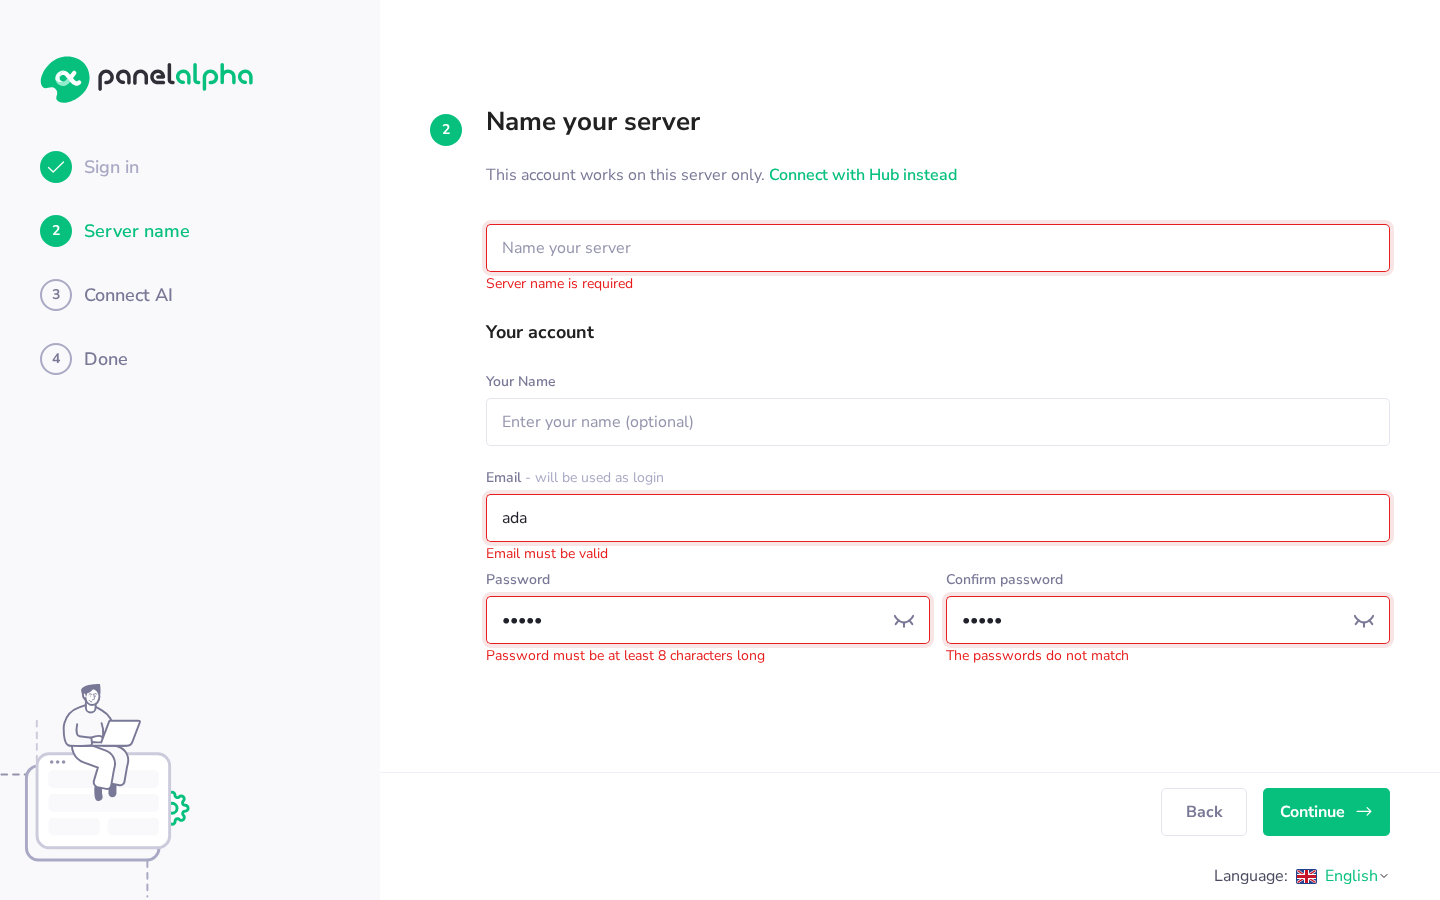 panelalpha
Sign in
2 Server name
3 Connect AI
4 Done
2 Name your server
This account works on this server only. Connect with Hub instead
Name your server
Server name is required
Your account
Your Name
Enter your name (optional)
Email - will be used as login
ada
Email must be valid
Password Confirm password
••••• •••••
Password must be at least 8 characters long The passwords do not match
Back Continue
Language: English